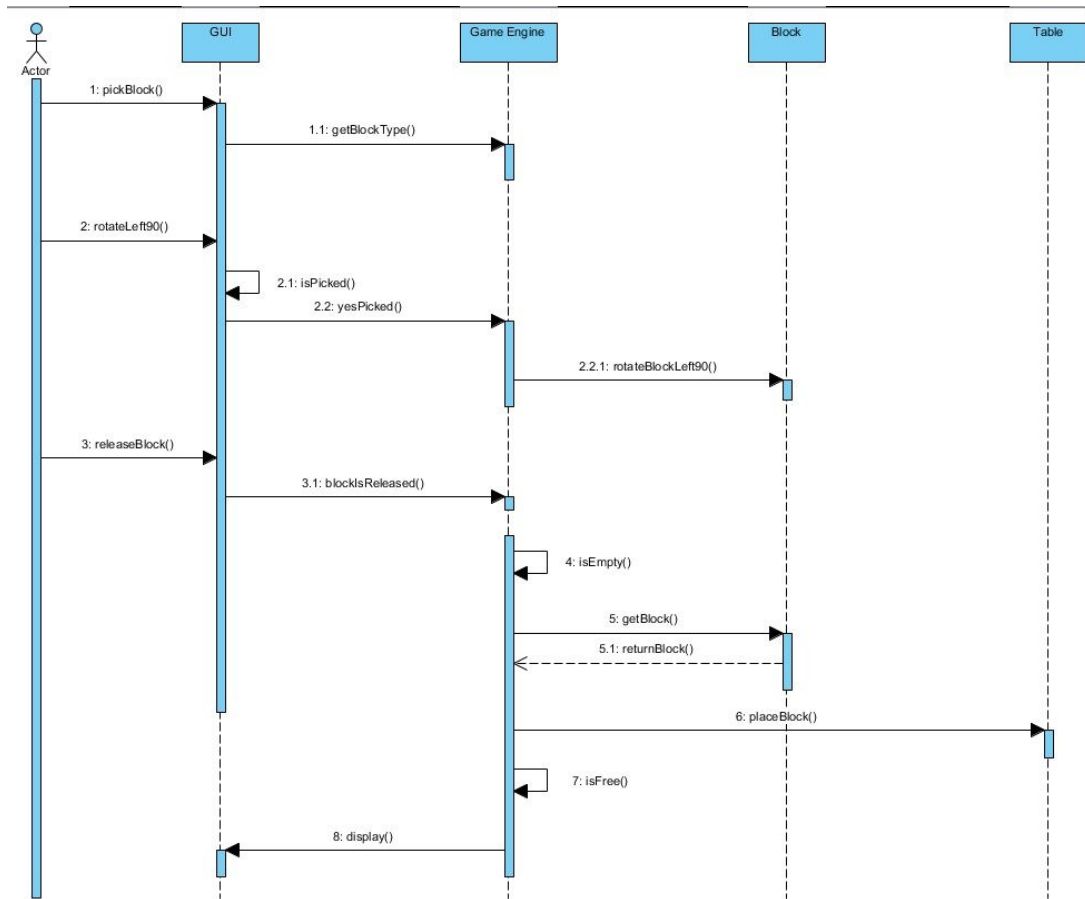 GUI
Game Engine
Block
Table
Actor
1: pickBlock()
1.1: getBlockType()
2: rotateLeft90()
2.1: isPicked()
2.2: yesPicked()
2.2.1: rotateBlockLeft90()
3: releaseBlock()
3.1: blockIsReleased()
4: isEmpty()
5: getBlock()
5.1: returnBlock()
6: placeBlock()
7: isFree()
8: display()